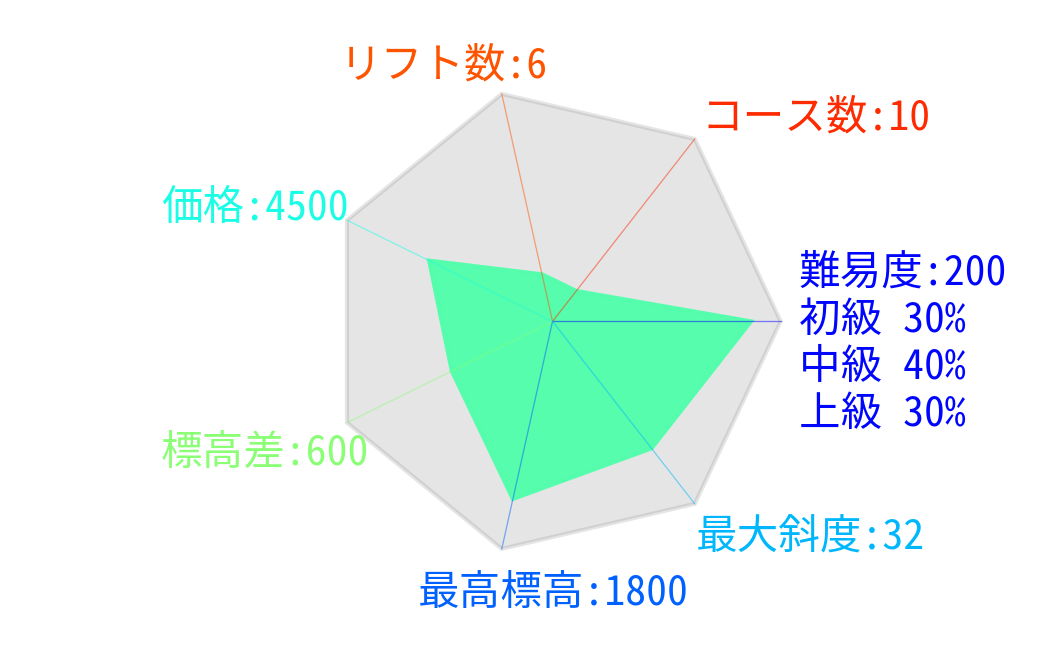 リフト数:6
コース数:10
価格:4500
難易度:200
初級 30%
中級 40%
上級 30%
標高差:600
最大斜度:32
最高標高:1800